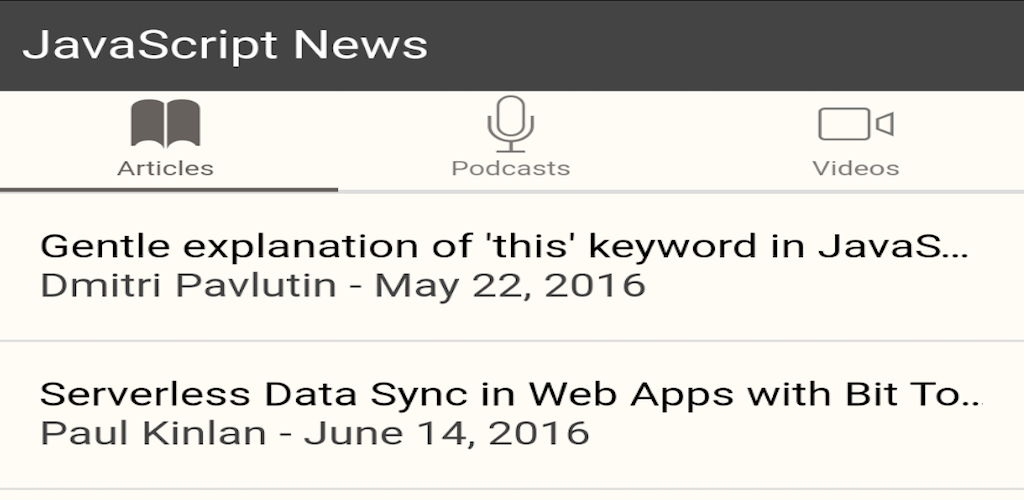 JavaScript News
Articles Podcasts Videos
Gentle explanation of 'this' keyword in JavaS...
Dmitri Pavlutin - May 22, 2016
Serverless Data Sync in Web Apps with Bit To...
Paul Kinlan - June 14, 2016